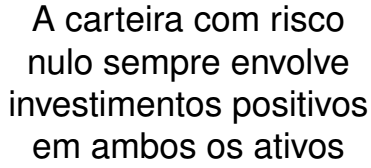 A carteira com risco
nulo sempre envolve
investimentos positivos
em ambos os ativos